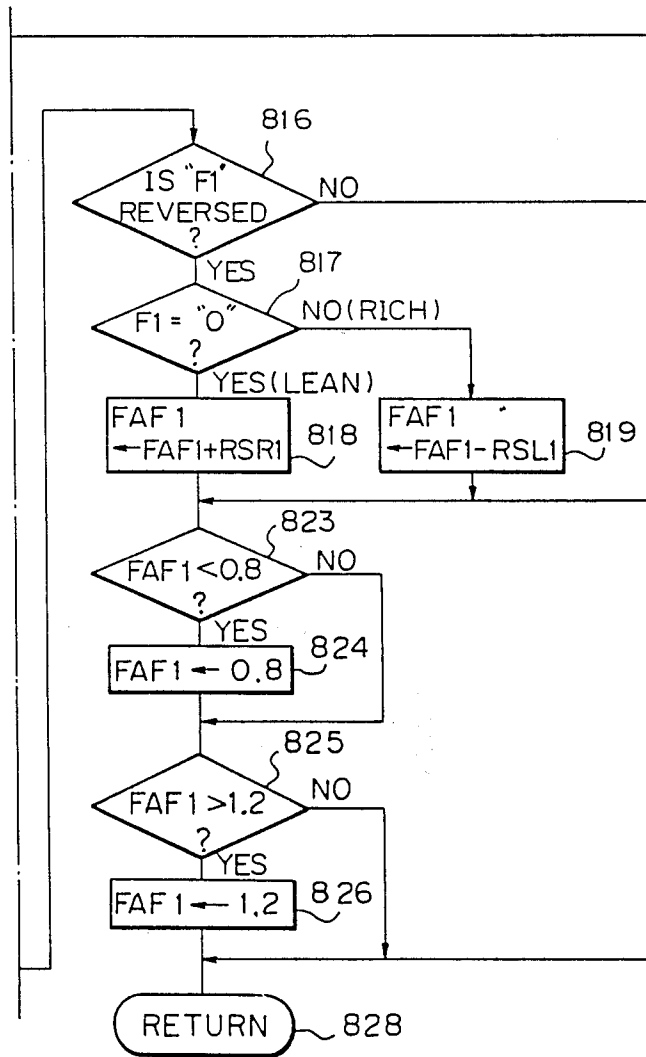 816
IS "F1"
REVERSED
?
NO
YES
817
F1 = "0"
?
NO(RICH)
YES(LEAN)
FAF1
←FAF1+RSR1
818
FAF1
←FAF1-RSL1
819
823
FAF1<0.8
?
NO
YES
824
FAF1 ← 0.8
825
FAF1>1.2
?
NO
YES
FAF1 ← 1.2
826
RETURN
828